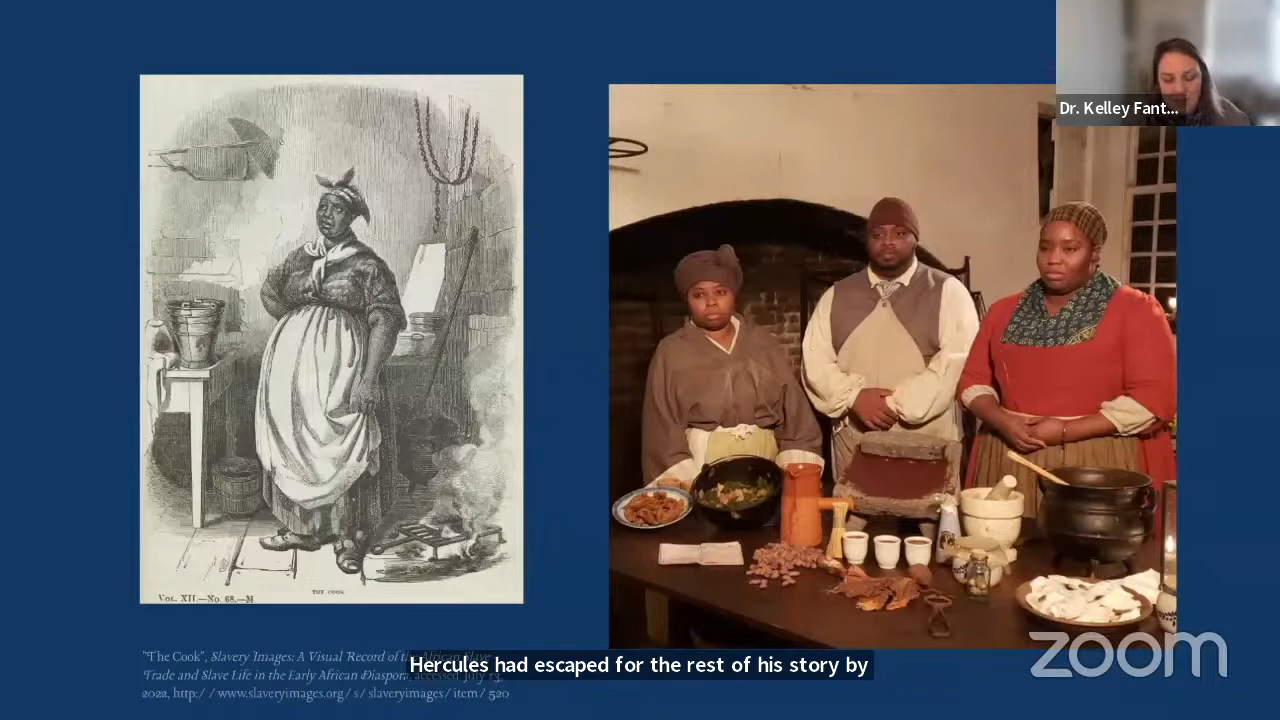 Dr. Kelley Fant...
THE COOK
VOL. XII.—No. 68.—M
"The Cook", Slavery Images: A Visual Record of the African Slave
Trade and Slave Life in the Early African Diaspora, accessed July 13,
2022, http://www.slaveryimages.org/s/slaveryimages/item/520
Hercules had escaped for the rest of his story by
zoom